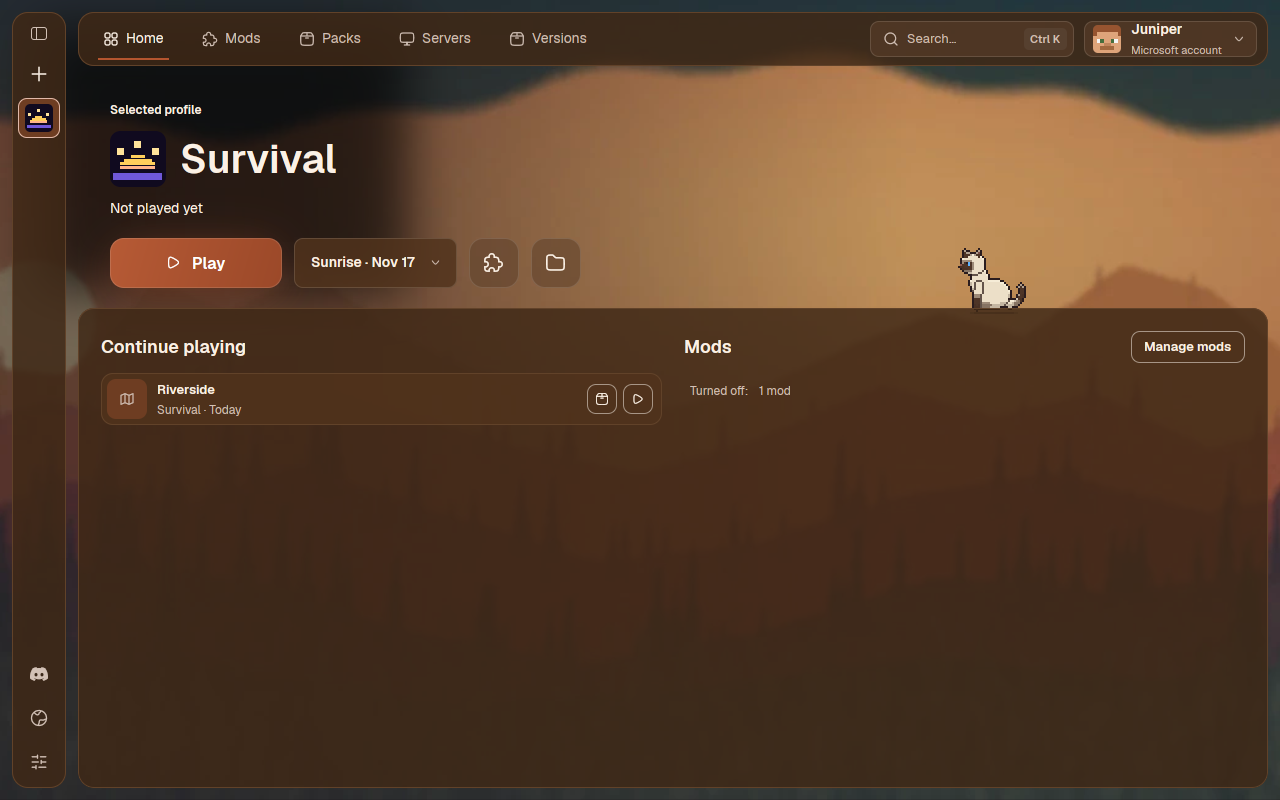 Home
Mods
Packs
Servers
Versions
Search...
Ctrl K
Juniper
Microsoft account
Selected profile
Survival
Not played yet
Play
Sunrise · Nov 17
Continue playing
Riverside
Survival · Today
Mods
Manage mods
Turned off: 1 mod